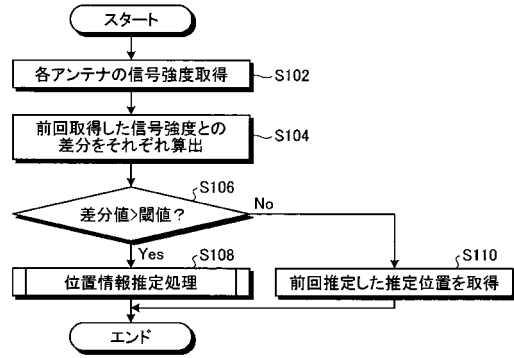 スタート
各アンテナの信号強度取得
S102
前回取得した信号強度との
差分をそれぞれ算出
S104
S106
差分値>閾値?
No
Yes
S108
位置情報推定処理
S110
前回推定した推定位置を取得
エンド